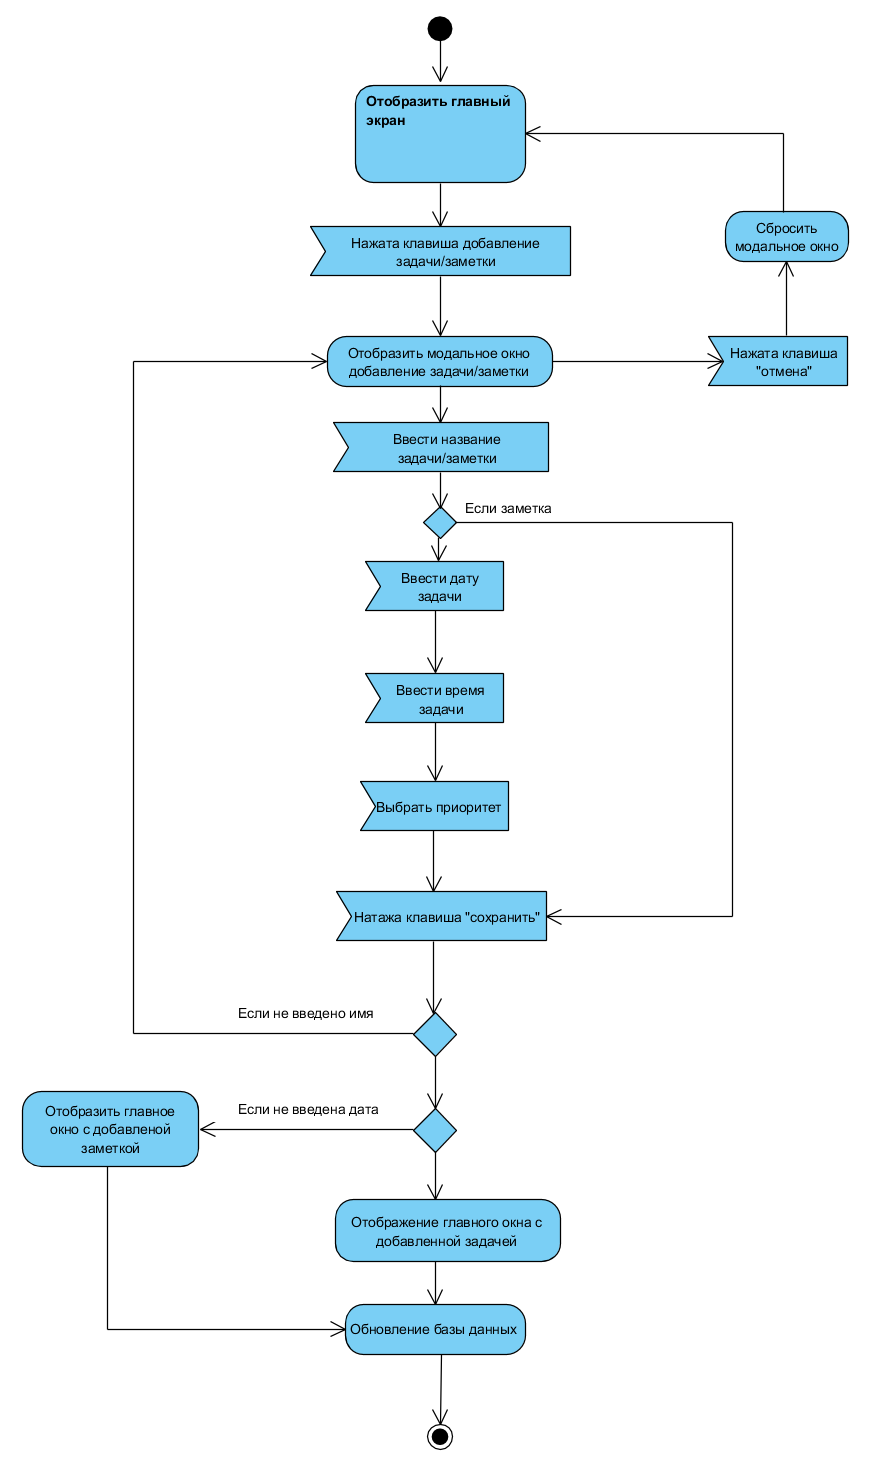 Отобразить главный
экран
Нажата клавиша добавление
задачи/заметки
Сбросить
модальное окно
Отобразить модальное окно
добавление задачи/заметки
Нажата клавиша
"отмена"
Ввести название
задачи/заметки
Если заметка
Ввести дату
задачи
Ввести время
задачи
Выбрать приоритет
Натажа клавиша "сохранить"
Если не введено имя
Если не введена дата
Отобразить главное
окно с добавленой
заметкой
Отображение главного окна с
добавленной задачей
Обновление базы данных